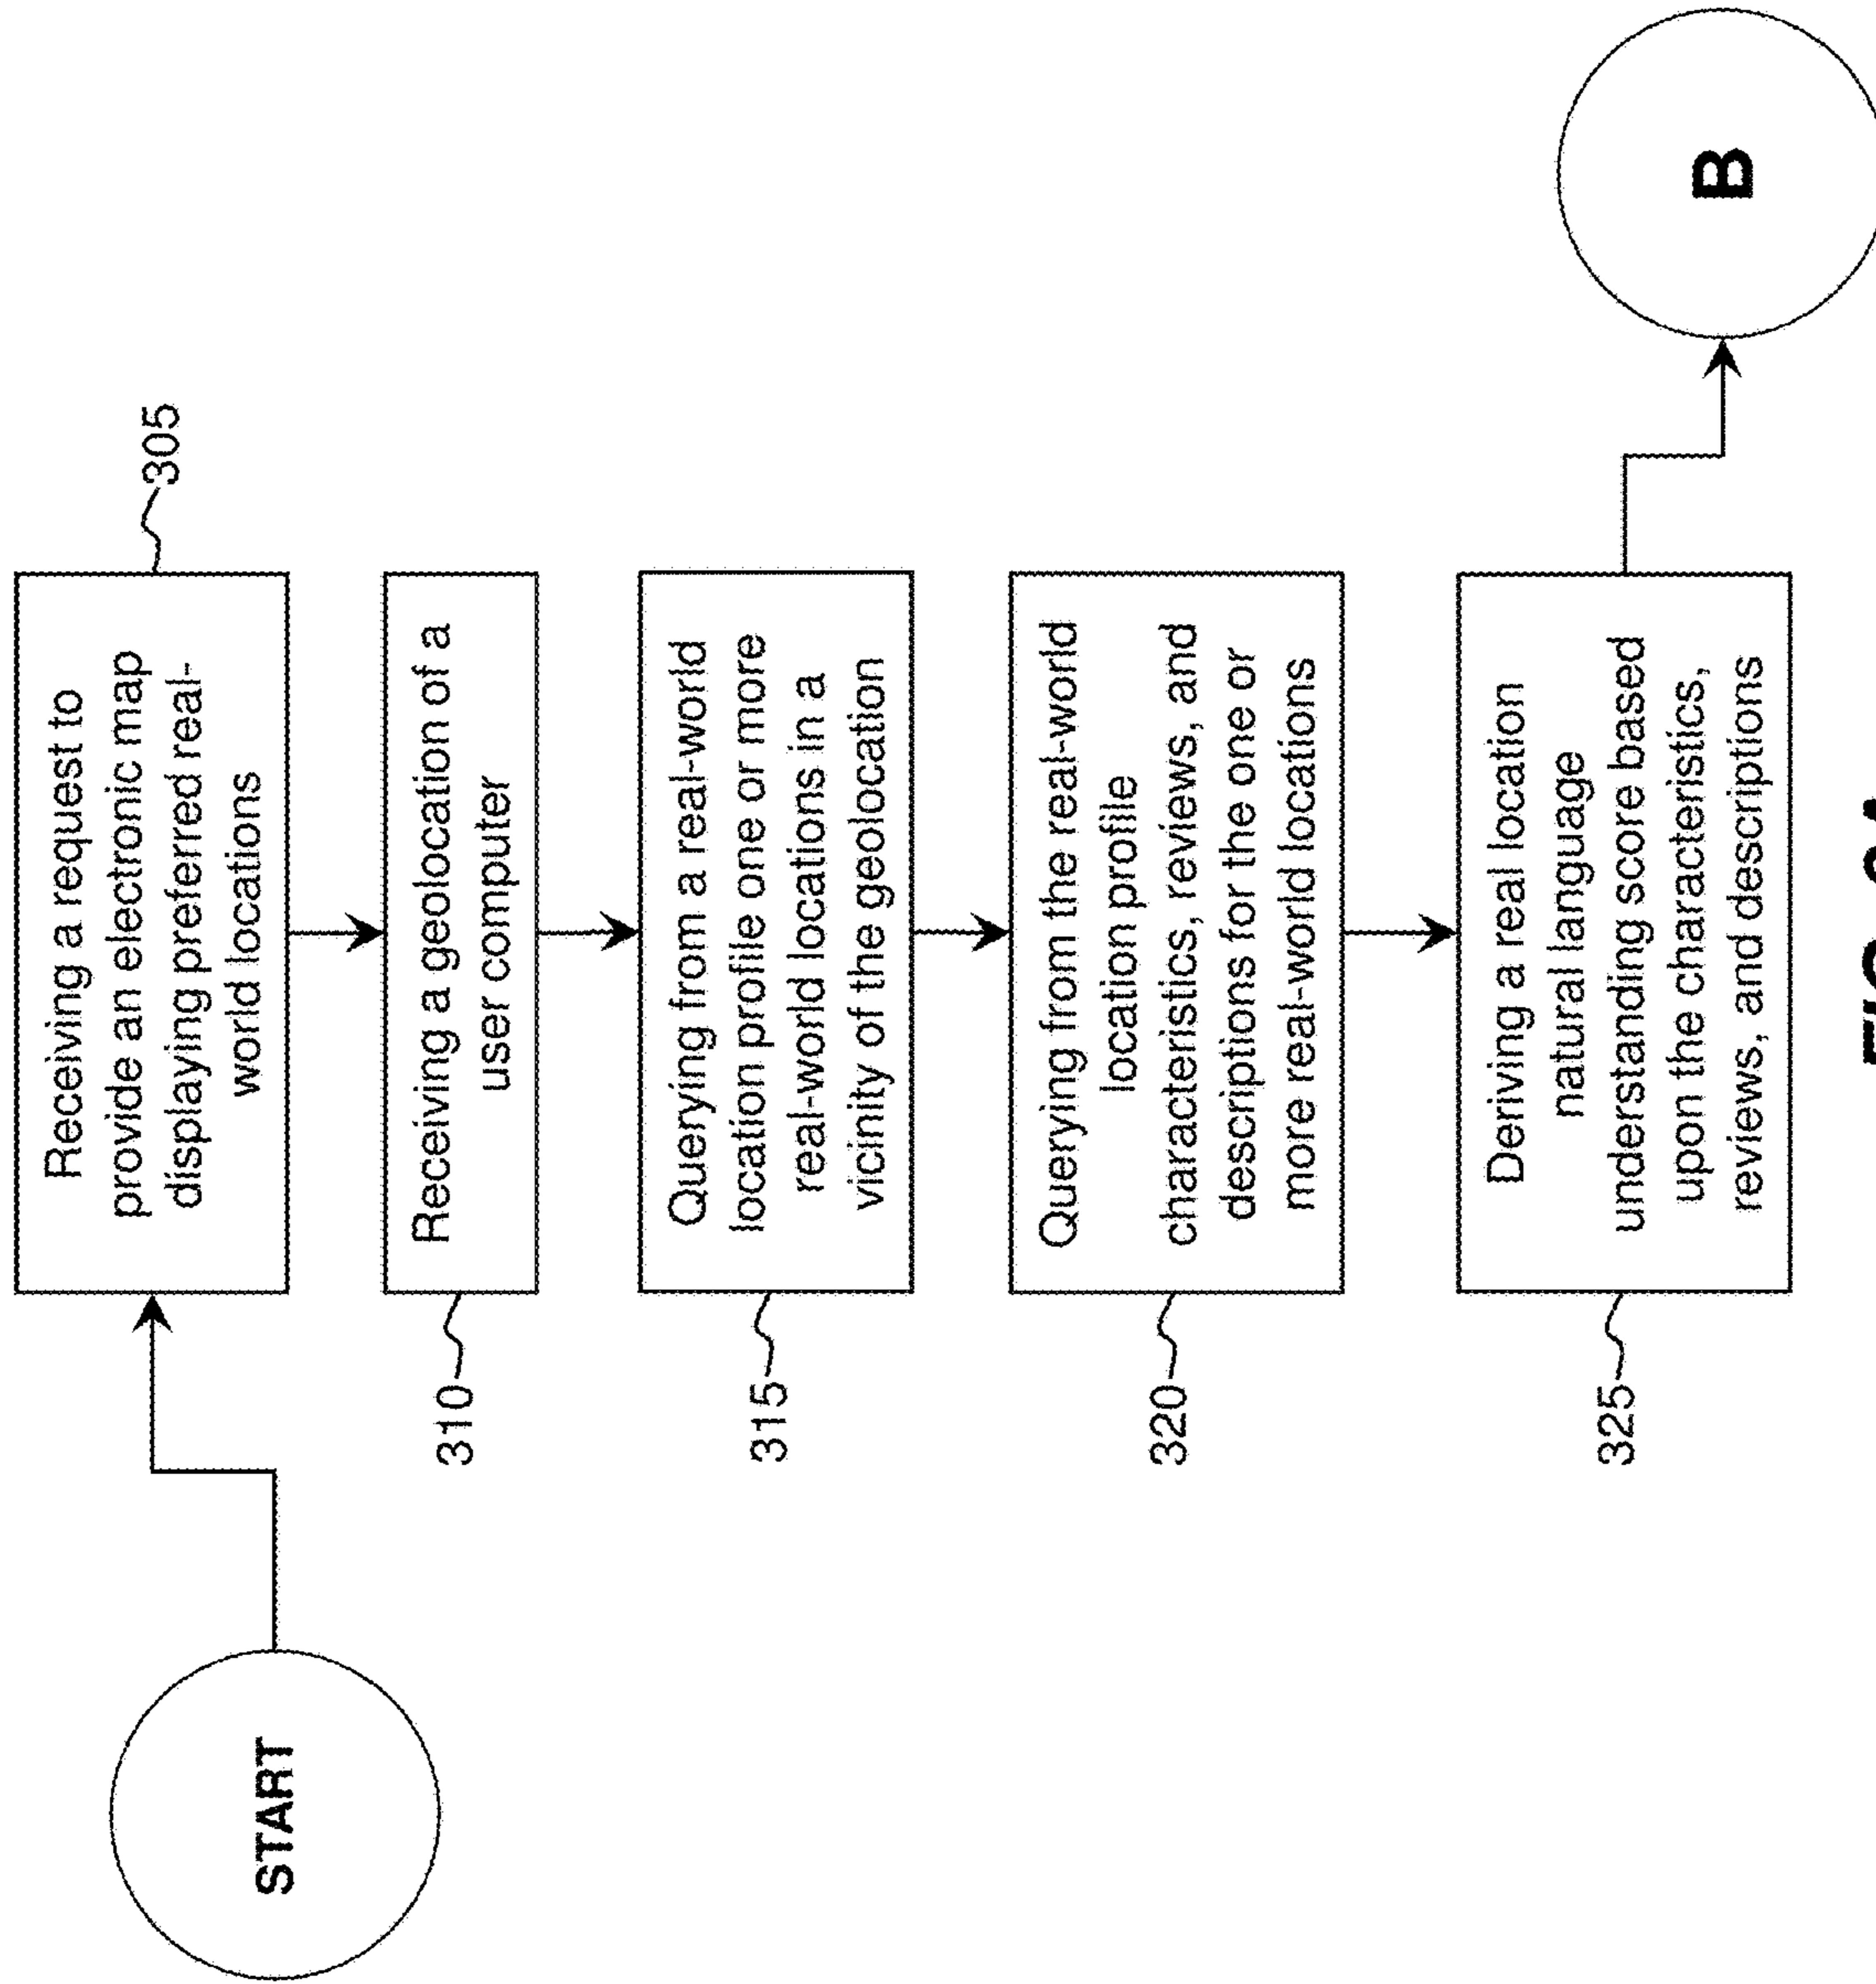 START
Receiving a request to
provide an electronic map
displaying preferred real-
world locations
305
Receiving a geolocation of a
user computer
310
Querying from a real-world
location profile one or more
real-world locations in a
vicinity of the geolocation
315
Querying from the real-world
location profile
characteristics, reviews, and
descriptions for the one or
more real-world locations
320
Deriving a real location
natural language
understanding score based
upon the characteristics,
reviews, and descriptions
325
B